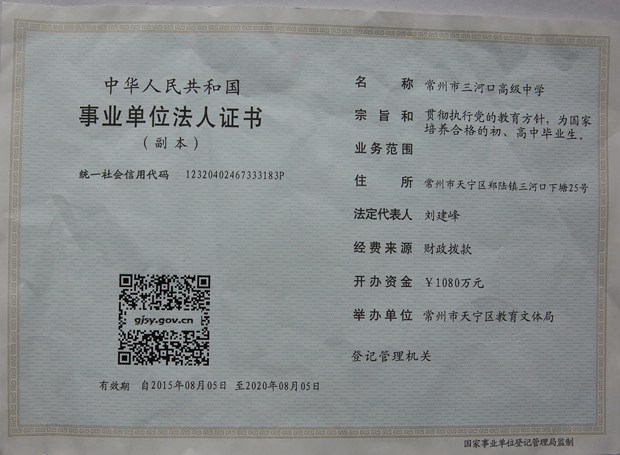 中华人民共和国
事业单位法人证书
（副本）
统一社会信用代码 12320402467333183P
gjsy.gov.cn
有效期 自2015年08月05日 至2020年08月05日
名称 常州市三河口高级中学
宗旨和 贯彻执行党的教育方针，为国家
培养合格的初、高中毕业生。
业务范围
住所 常州市天宁区郑陆镇三河口下塘25号
法定代表人 刘建峰
经费来源 财政拨款
开办资金 ￥1080万元
举办单位 常州市天宁区教育文体局
登记管理机关
国家事业单位登记管理局监制